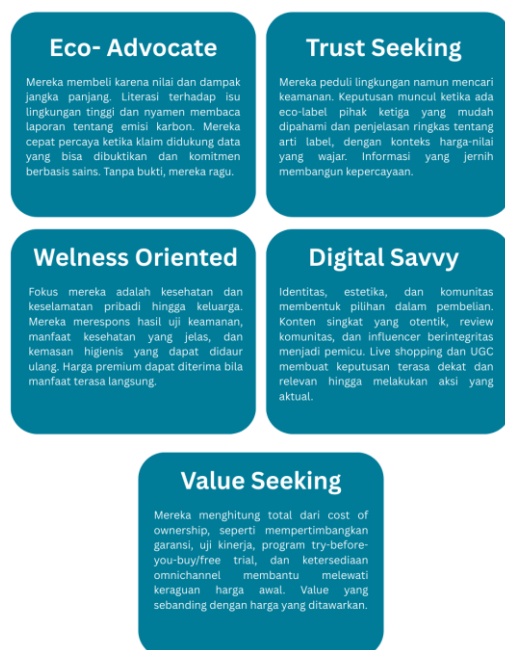 Eco- Advocate
Mereka membeli karena nilai dan dampak
jangka panjang. Literasi terhadap isu
lingkungan tinggi dan nyamen membaca
laporan tentang emisi karbon. Mereka
cepat percaya ketika klaim didukung data
yang bisa dibuktikan dan komitmen
berbasis sains. Tanpa bukti, mereka ragu.
Trust Seeking
Mereka peduli lingkungan namun mencari
keamanan. Keputusan muncul ketika ada
eco-label pihak ketiga yang mudah
dipahami dan penjelasan ringkas tentang
arti label, dengan konteks harga-nilai
yang wajar. Informasi yang jernih
membangun kepercayaan.
Welness Oriented
Fokus mereka adalah kesehatan dan
keselamatan pribadi hingga keluarga.
Mereka merespons hasil uji keamanan,
manfaat kesehatan yang jelas, dan
kemasan higienis yang dapat didaur
ulang. Harga premium dapat diterima bila
manfaat terasa langsung.
Digital Savvy
Identitas, estetika, dan komunitas
membentuk pilihan dalam pembelian.
Konten singkat yang otentik, review
komunitas, dan influencer berintegritas
menjadi pemicu. Live shopping dan UGC
membuat keputusan terasa dekat dan
relevan hingga melakukan aksi yang
aktual.
Value Seeking
Mereka menghitung total dari cost of
ownership, seperti mempertimbangkan
garansi, uji kinerja, program try-before-
you-buy/free trial, dan ketersediaan
omnichannel membantu melewati
keraguan harga awal. Value yang
sebanding dengan harga yang ditawarkan.